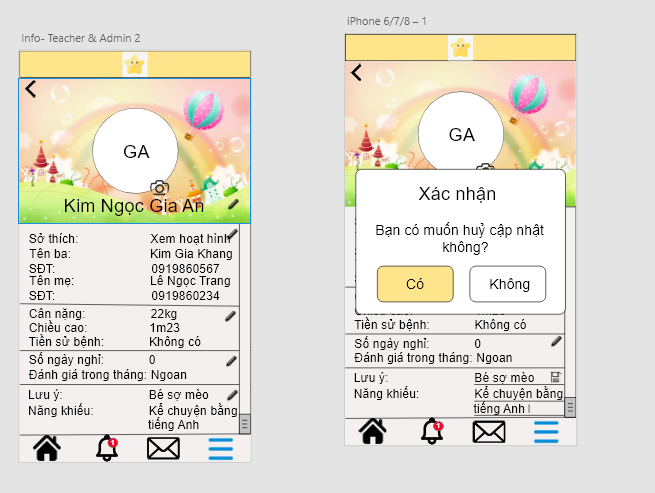 Info- Teacher & Admin 2
GA
Kim Ngọc Gia An
Sở thích: Xem hoạt hình
Tên ba: Kim Gia Khang
SĐT: 0919860567
Tên mẹ: Lê Ngọc Trang
SĐT: 0919860234
Cân nặng: 22kg
Chiều cao: 1m23
Tiền sử bệnh: Không có
Số ngày nghỉ: 0
Đánh giá trong tháng: Ngoan
Lưu ý: Bé sợ mèo
Năng khiếu: Kể chuyện bằng
tiếng Anh
1
iPhone 6/7/8 – 1
GA
Xác nhận
Bạn có muốn huỷ cập nhật
không?
Có Không
Tiền sử bệnh: Không có
Số ngày nghỉ: 0
Đánh giá trong tháng: Ngoan
Lưu ý: Bé sợ mèo
Năng khiếu: Kể chuyện bằng
tiếng Anh
1